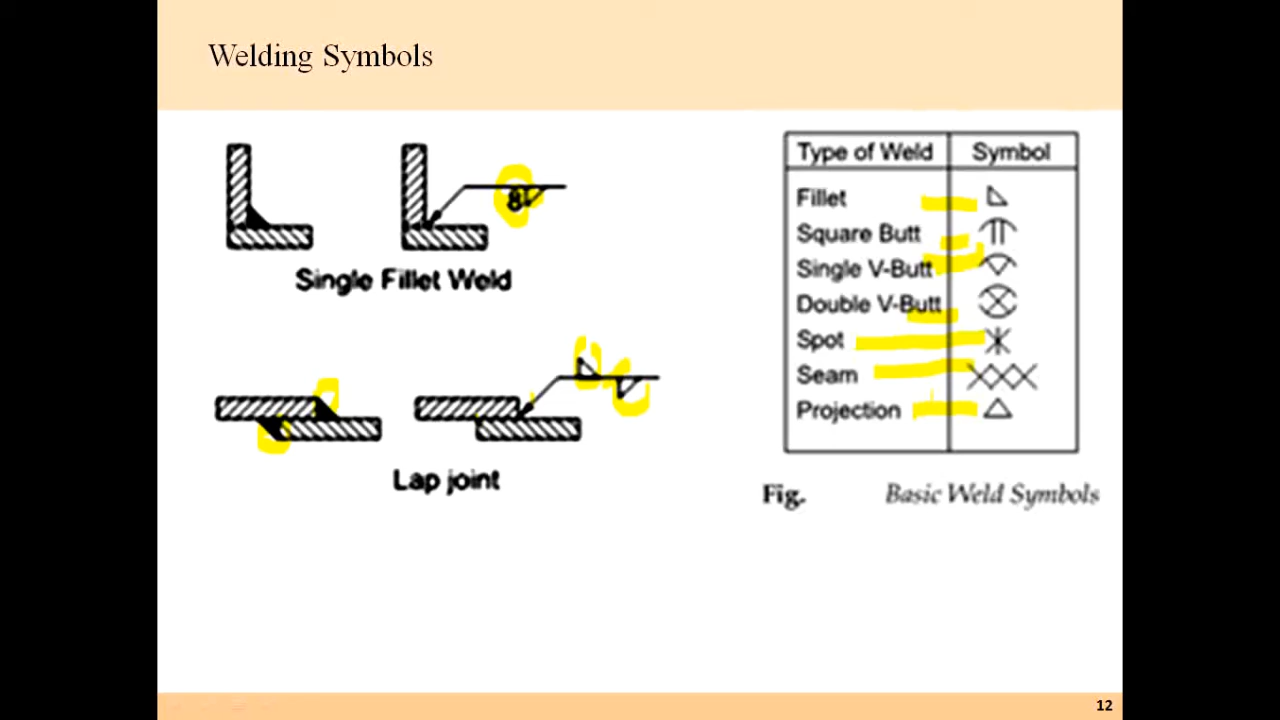 Welding Symbols
8
Single Fillet Weld
Lap joint
Type of Weld Symbol
Fillet
Square Butt
Single V-Butt
Double V-Butt
Spot
Seam
Projection
Fig. Basic Weld Symbols
12